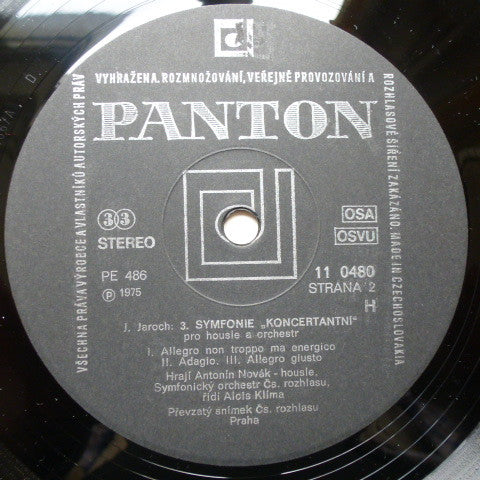 VŠECHNA PRÁVA VÝROBCE A VLASTNÍKŮ AUTORSKÝCH PRÁV
VYHRAŽENA. ROZMNOŽOVÁNÍ, VEŘEJNÉ PROVOZOVÁNÍ A
ROZHLASOVÉ ŠÍŘENÍ ZAKÁZÁNO. MADE IN CZECHOSLOVAKIA
PANTON
33
STEREO
OSA
OSVU
PE 486
11 0480
Ⓟ 1975
STRANA 2
H
I. Jaroch: 3. SYMFONIE „KONCERTANTNÍ"
pro housle a orchestr
I. Allegro non troppo ma energico
II. Adagio. III. Allegro giusto
Hrají Antonín Novák - housle,
Symfonický orchestr Čs. rozhlasu,
řídí Alois Klíma
Převzatý snímek Čs. rozhlasu
Praha